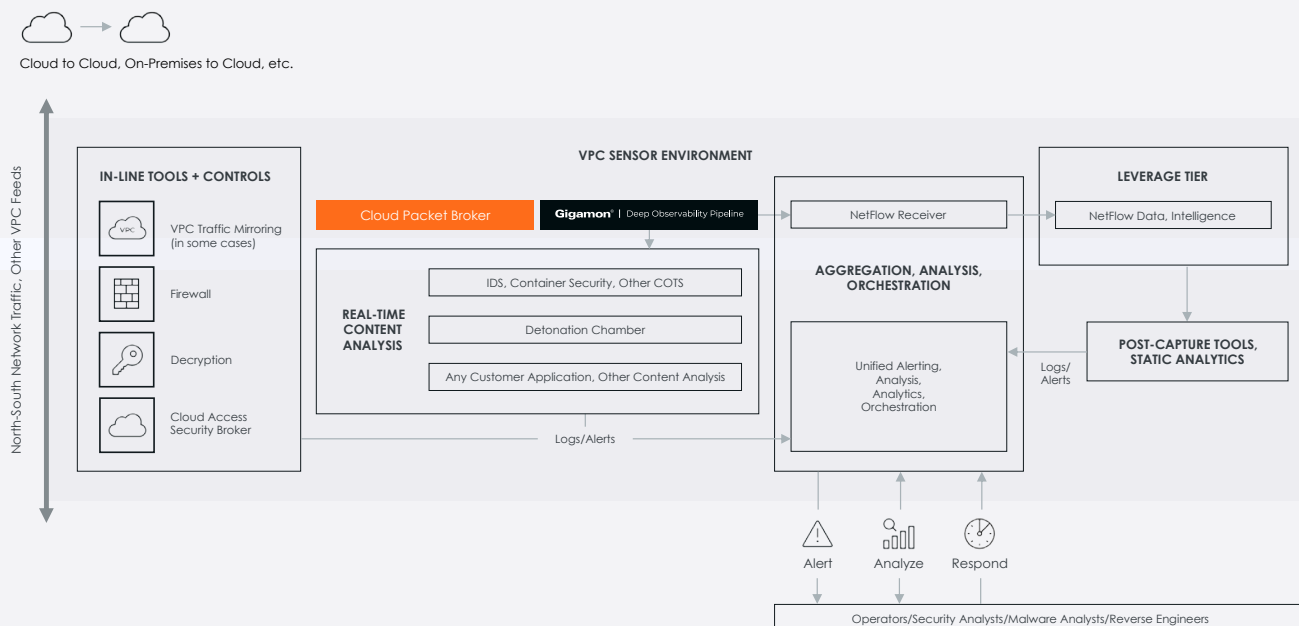 Cloud to Cloud, On-Premises to Cloud, etc.
North-South Network Traffic, Other VPC Feeds
VPC SENSOR ENVIRONMENT
IN-LINE TOOLS + CONTROLS
VPC
VPC Traffic Mirroring
(in some cases)
Firewall
Decryption
Cloud Access
Security Broker
Cloud Packet Broker
Gigamon® | Deep Observability Pipeline
REAL-TIME
CONTENT
ANALYSIS
IDS, Container Security, Other COTS
Detonation Chamber
Any Customer Application, Other Content Analysis
Logs/Alerts
NetFlow Receiver
AGGREGATION, ANALYSIS,
ORCHESTRATION
Unified Alerting,
Analysis,
Analytics,
Orchestration
LEVERAGE TIER
NetFlow Data, Intelligence
POST-CAPTURE TOOLS,
STATIC ANALYTICS
Logs/
Alerts
Alert
Analyze
Respond
Operators/Security Analysts/Malware Analysts/Reverse Engineers